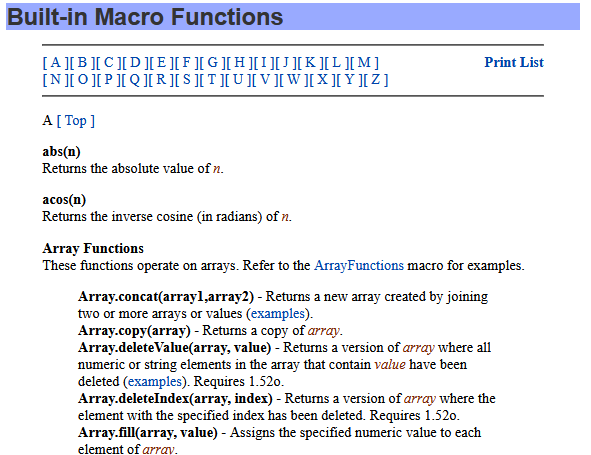 Built-in Macro Functions
[ A ][ B ][ C ][ D ][ E ][ F ][ G ][ H ][ I ][ J ][ K ][ L ][ M ]
Print List
[ N ][ O ][ P ][ Q ][ R ][ S ][ T ][ U ][ V ][ W ][ X ][ Y ][ Z ]
A [ Top ]
abs(n)
Returns the absolute value of n.
acos(n)
Returns the inverse cosine (in radians) of n.
Array Functions
These functions operate on arrays. Refer to the ArrayFunctions macro for examples.
Array.concat(array1,array2) - Returns a new array created by joining
two or more arrays or values (examples).
Array.copy(array) - Returns a copy of array.
Array.deleteValue(array, value) - Returns a version of array where all
numeric or string elements in the array that contain value have been
deleted (examples). Requires 1.52o.
Array.deleteIndex(array, index) - Returns a version of array where the
element with the specified index has been deleted. Requires 1.52o.
Array.fill(array, value) - Assigns the specified numeric value to each
element of array.